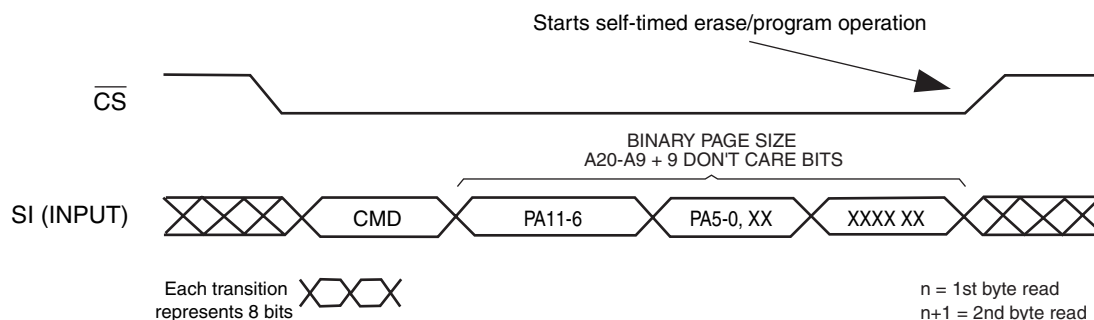 Starts self-timed erase/program operation
CS
BINARY PAGE SIZE
A20-A9 + 9 DON'T CARE BITS
SI (INPUT)
CMD
PA11-6
PA5-0, XX
XXXX XX
Each transition
represents 8 bits
n = 1st byte read
n+1 = 2nd byte read